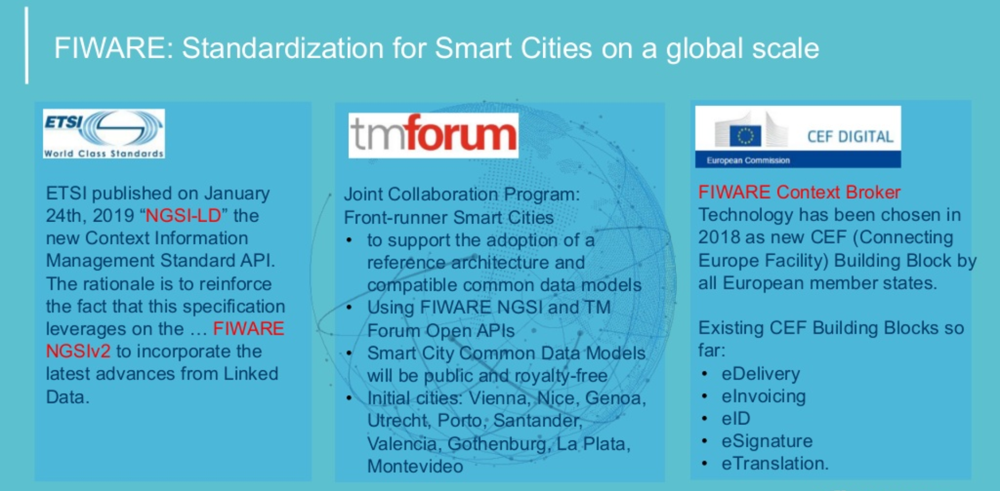 FIWARE: Standardization for Smart Cities on a global scale
ETSI
World Class Standards
ETSI published on January
24th, 2019 “NGSI-LD” the
new Context Information
Management Standard API.
The rationale is to reinforce
the fact that this specification
leverages on the ... FIWARE
NGSIv2 to incorporate the
latest advances from Linked
Data.
tmforum
Joint Collaboration Program:
Front-runner Smart Cities
• to support the adoption of a
reference architecture and
compatible common data models
• Using FIWARE NGSI and TM
Forum Open APIs
• Smart City Common Data Models
will be public and royalty-free
• Initial cities: Vienna, Nice, Genoa,
Utrecht, Porto, Santander,
Valencia, Gothenburg, La Plata,
Montevideo
CEF DIGITAL
European Commission
FIWARE Context Broker
Technology has been chosen in
2018 as new CEF (Connecting
Europe Facility) Building Block by
all European member states.
Existing CEF Building Blocks so
far:
• eDelivery
• eInvoicing
• eID
• eSignature
• eTranslation.